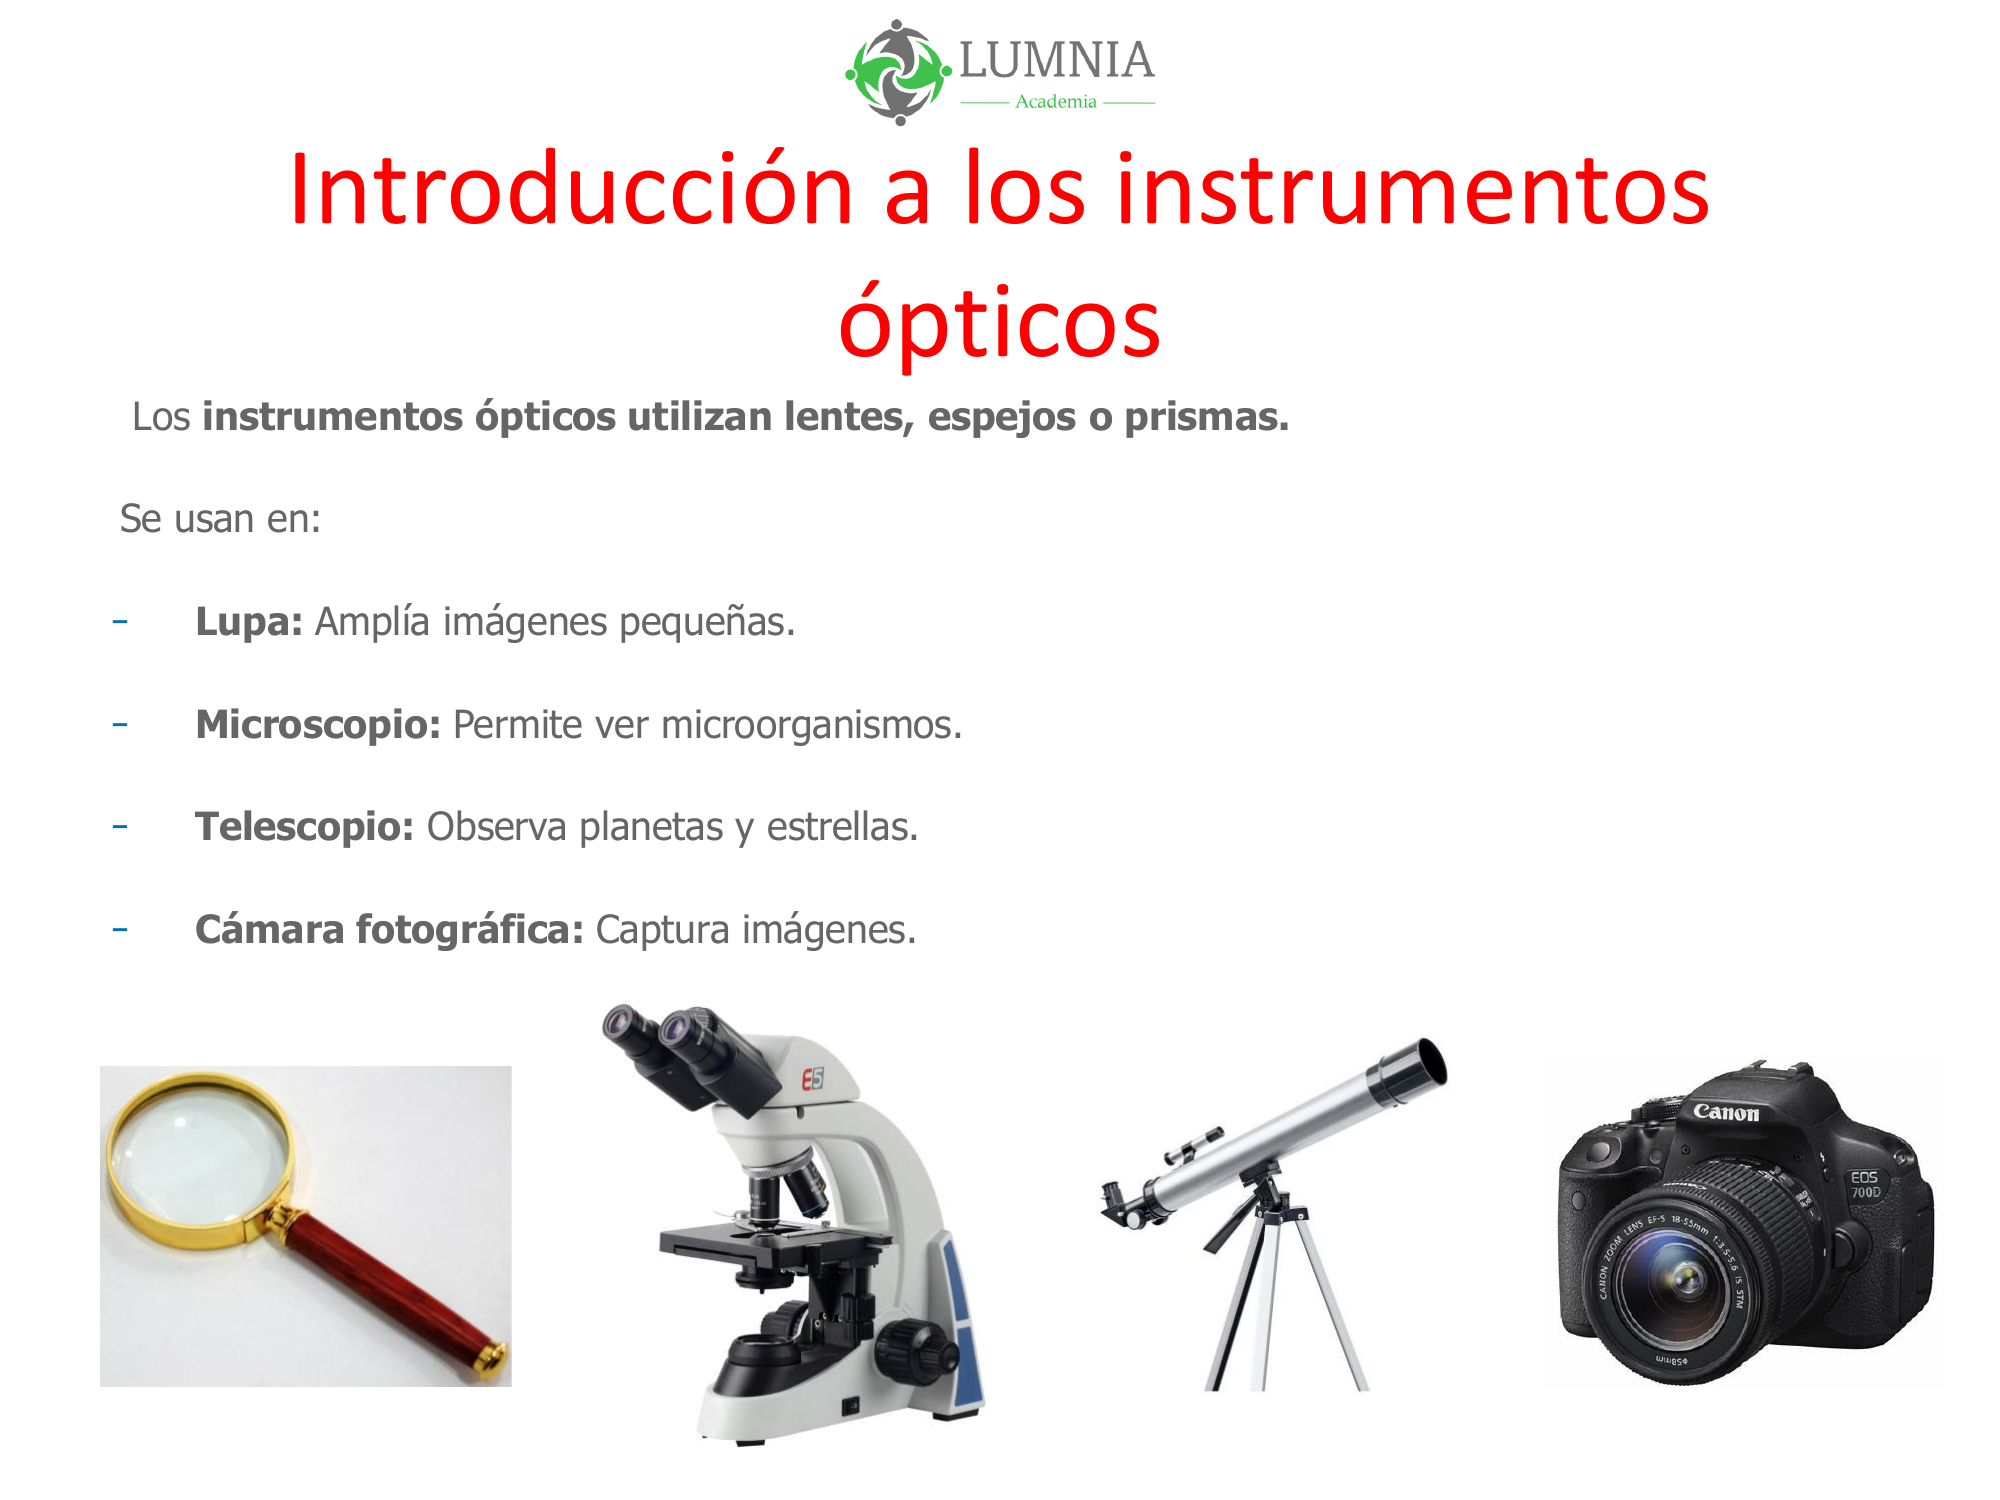 LUMNIA
Academia
Introducción a los instrumentos
ópticos
Los instrumentos ópticos utilizan lentes, espejos o prismas.
Se usan en:
- Lupa: Amplía imágenes pequeñas.
- Microscopio: Permite ver microorganismos.
- Telescopio: Observa planetas y estrellas.
- Cámara fotográfica: Captura imágenes.
E5
Canon
EOS
700D
CANON ZOOM LENS EF-S 18-55mm 1:3.5-5.6 IS STM
Canon
ø58mm